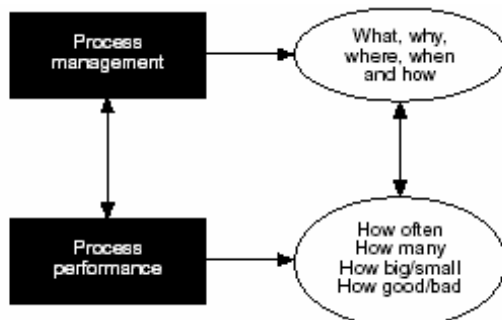 Process
management
What, why,
where, when
and how
Process
performance
How often
How many
How big/small
How good/bad